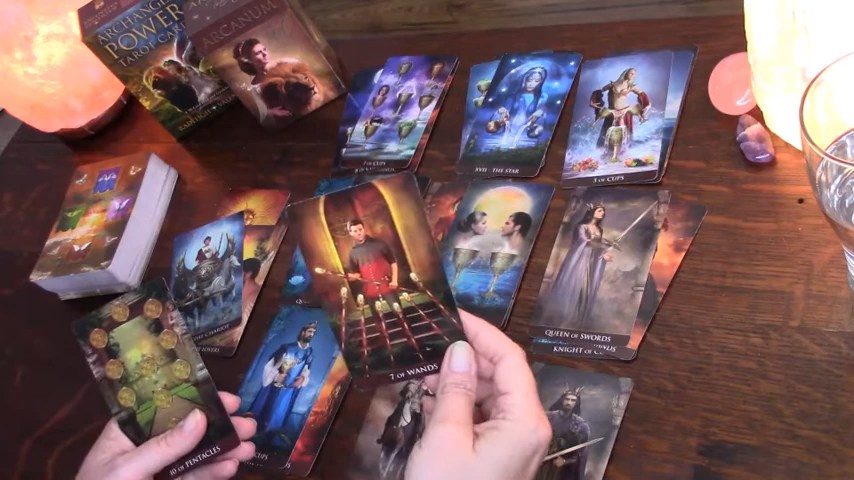 ARCHANGEL
POWER
TAROT CARDS
ARCANUM
7 OF CUPS
XVII · THE STAR
3 OF CUPS
THE CHARIOT
LOVERS
7 OF WANDS
QUEEN OF SWORDS
KNIGHT OF
10 OF PENTACLES
CUPS